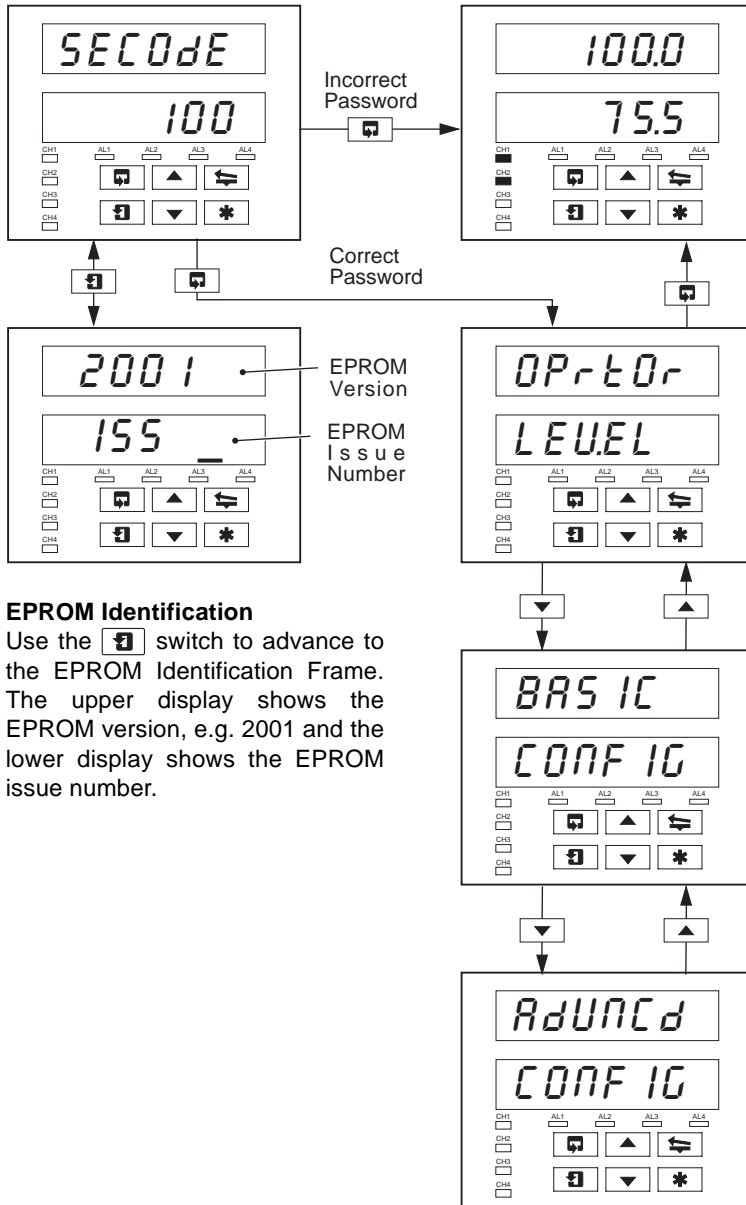 SECOdE
100
CH1 AL1 AL2 AL3 AL4
CH2
CH3
CH4
Incorrect
Password
100.0
75.5
CH1 AL1 AL2 AL3 AL4
CH2
CH3
CH4
Correct
Password
2001
ISS _
CH1 AL1 AL2 AL3 AL4
CH2
CH3
CH4
EPROM
Version
EPROM
Issue
Number
OPrtOr
LEV.EL
CH1 AL1 AL2 AL3 AL4
CH2
CH3
CH4
EPROM Identification
Use the switch to advance to
the EPROM Identification Frame.
The upper display shows the
EPROM version, e.g. 2001 and the
lower display shows the EPROM
issue number.
BASIC
CONFIG
CH1 AL1 AL2 AL3 AL4
CH2
CH3
CH4
AdVNCd
CONFIG
CH1 AL1 AL2 AL3 AL4
CH2
CH3
CH4